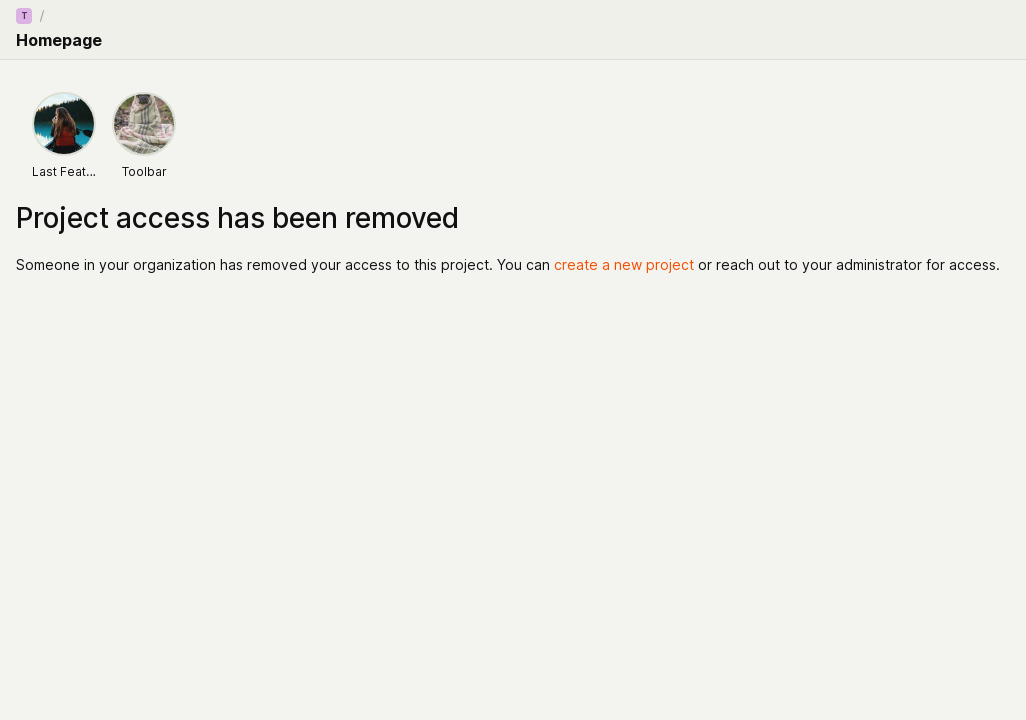 T /
Homepage
Last Feat... Toolbar
Project access has been removed
Someone in your organization has removed your access to this project. You can create a new project or reach out to your administrator for access.